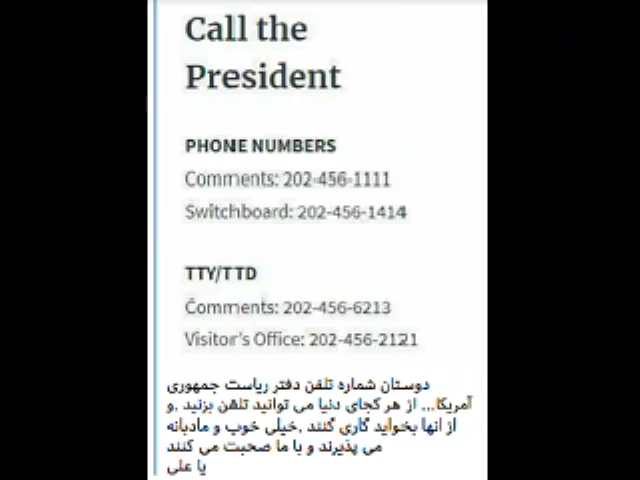 Call the
President
PHONE NUMBERS
Comments: 202-456-1111
Switchboard: 202-456-1414
TTY/TTD
Comments: 202-456-6213
Visitor's Office: 202-456-2121
دوستان شماره تلفن دفتر ریاست جمهوری
آمریکا... از هر کجای دنیا می توانید تلفن بزنید .و
از انها بخواید کاری کنند .خیلی خوب و مادبانه
می پذیرند و با ما صحبت می کنند
یا علی